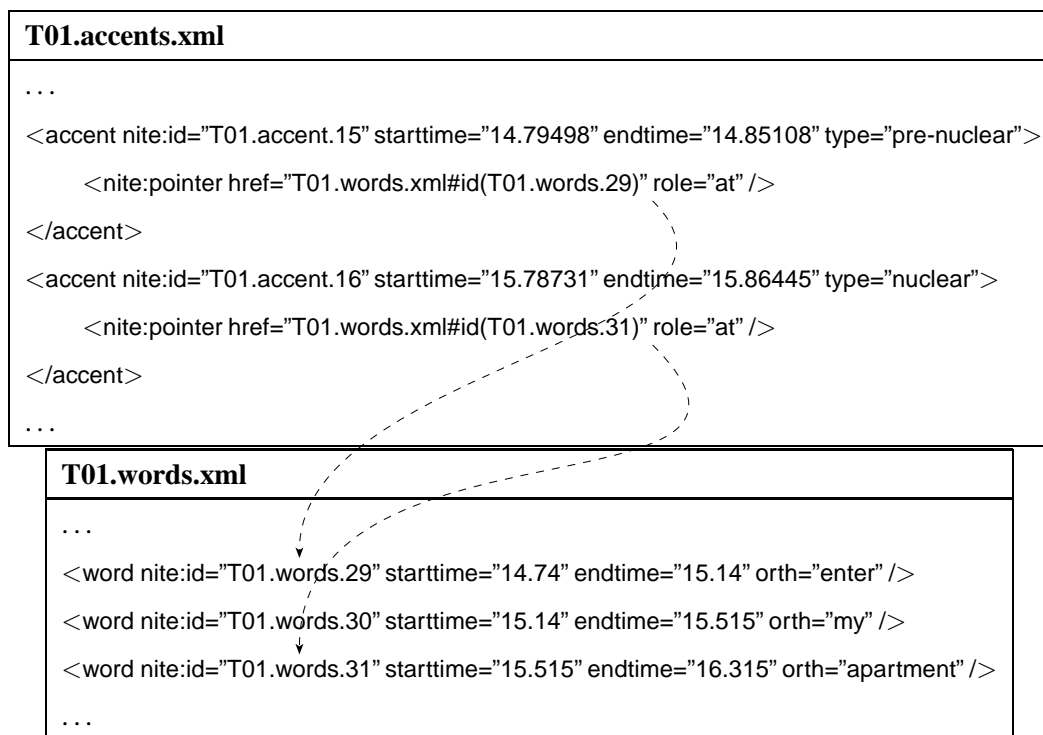 T01.accents.xml
. . .
<accent nite:id=”T01.accent.15” starttime=”14.79498” endtime=”14.85108” type=”pre-nuclear”>
<nite:pointer href=”T01.words.xml#id(T01.words.29)” role=”at” />
</accent>
<accent nite:id=”T01.accent.16” starttime=”15.78731” endtime=”15.86445” type=”nuclear”>
<nite:pointer href=”T01.words.xml#id(T01.words.31)” role=”at” />
</accent>
. . .
T01.words.xml
. . .
<word nite:id=”T01.words.29” starttime=”14.74” endtime=”15.14” orth=”enter” />
<word nite:id=”T01.words.30” starttime=”15.14” endtime=”15.515” orth=”my” />
<word nite:id=”T01.words.31” starttime=”15.515” endtime=”16.315” orth=”apartment” />
. . .